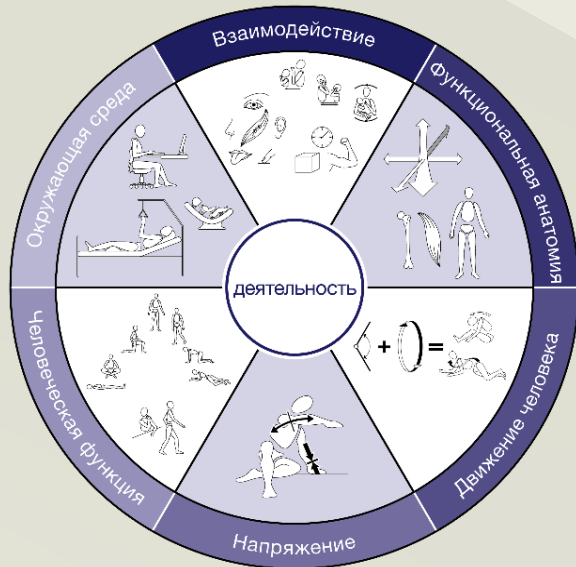 Взаимодействие
Функциональная анатомия
Движение человека
Напряжение
Человеческая функция
Окружающая среда
деятельность
+
=